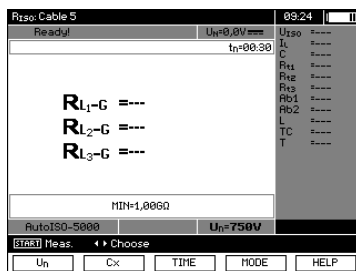 RISO: Cable 5 09:24
Ready! UN=0,0V
tn=00:30
RL1-G =---
RL2-G =---
RL3-G =---
MIN=1,00GΩ
AutoISO-5000 Un=750V
UISO =---
IL =---
C =---
Rt1 =---
Rt2 =---
Rt3 =---
Ab1 =---
Ab2 =---
L =---
TC =---
T =---
START Meas. Choose
Un Cx TIME MODE HELP